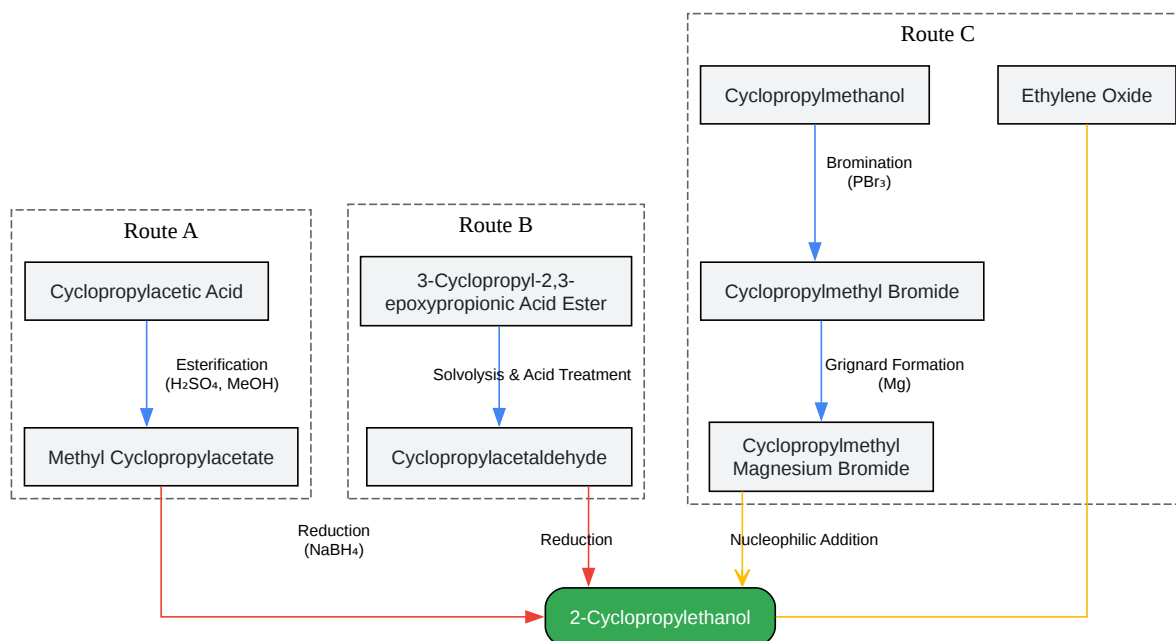 Route A
Cyclopropylacetic Acid
Esterification
(H₂SO₄, MeOH)
Methyl Cyclopropylacetate
Reduction
(NaBH₄)
Route B
3-Cyclopropyl-2,3-
epoxypropionic Acid Ester
Solvolysis & Acid Treatment
Cyclopropylacetaldehyde
Reduction
Route C
Cyclopropylmethanol
Ethylene Oxide
Bromination
(PBr₃)
Cyclopropylmethyl Bromide
Grignard Formation
(Mg)
Cyclopropylmethyl
Magnesium Bromide
Nucleophilic Addition
2-Cyclopropylethanol